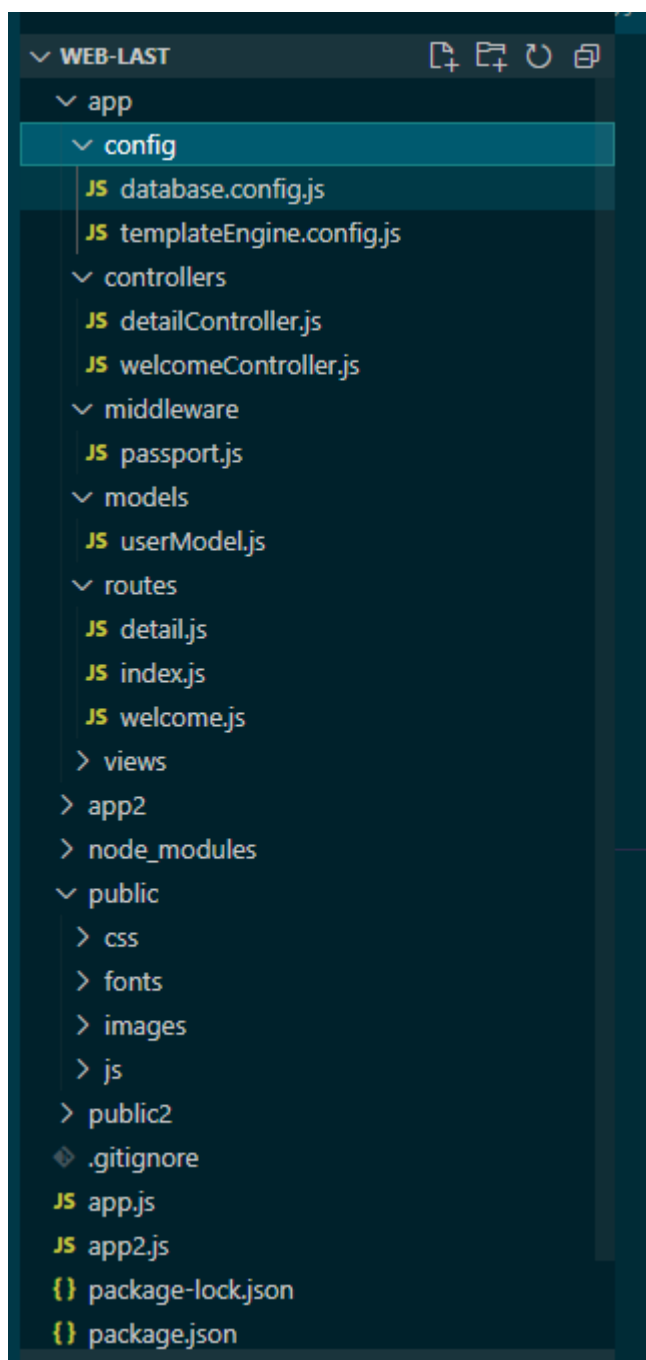 WEB-LAST
app
config
JS database.config.js
JS templateEngine.config.js
controllers
JS detailController.js
JS welcomeController.js
middleware
JS passport.js
models
JS userModel.js
routes
JS detail.js
JS index.js
JS welcome.js
views
app2
node_modules
public
css
fonts
images
js
public2
.gitignore
JS app.js
JS app2.js
{} package-lock.json
{} package.json